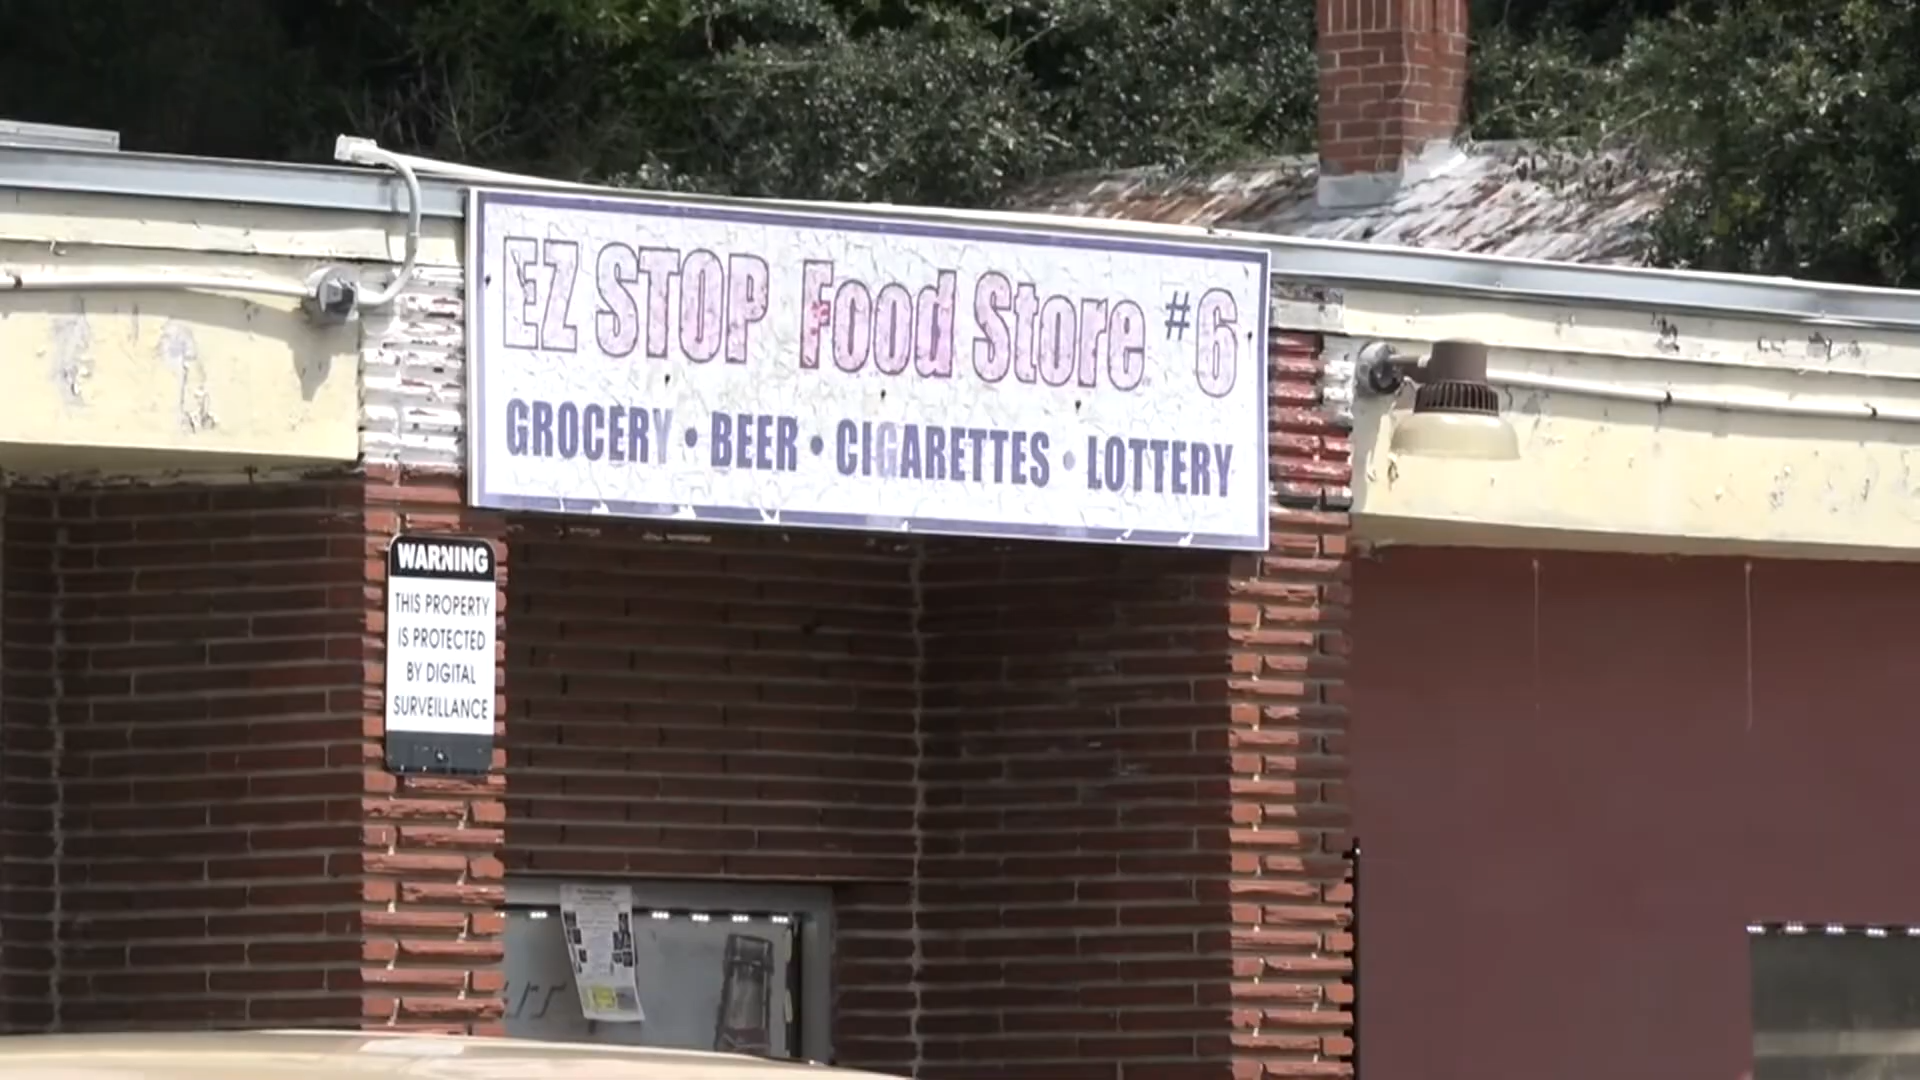 EZ STOP Food Store #6
GROCERY • BEER • CIGARETTES • LOTTERY
WARNING
THIS PROPERTY
IS PROTECTED
BY DIGITAL
SURVEILLANCE